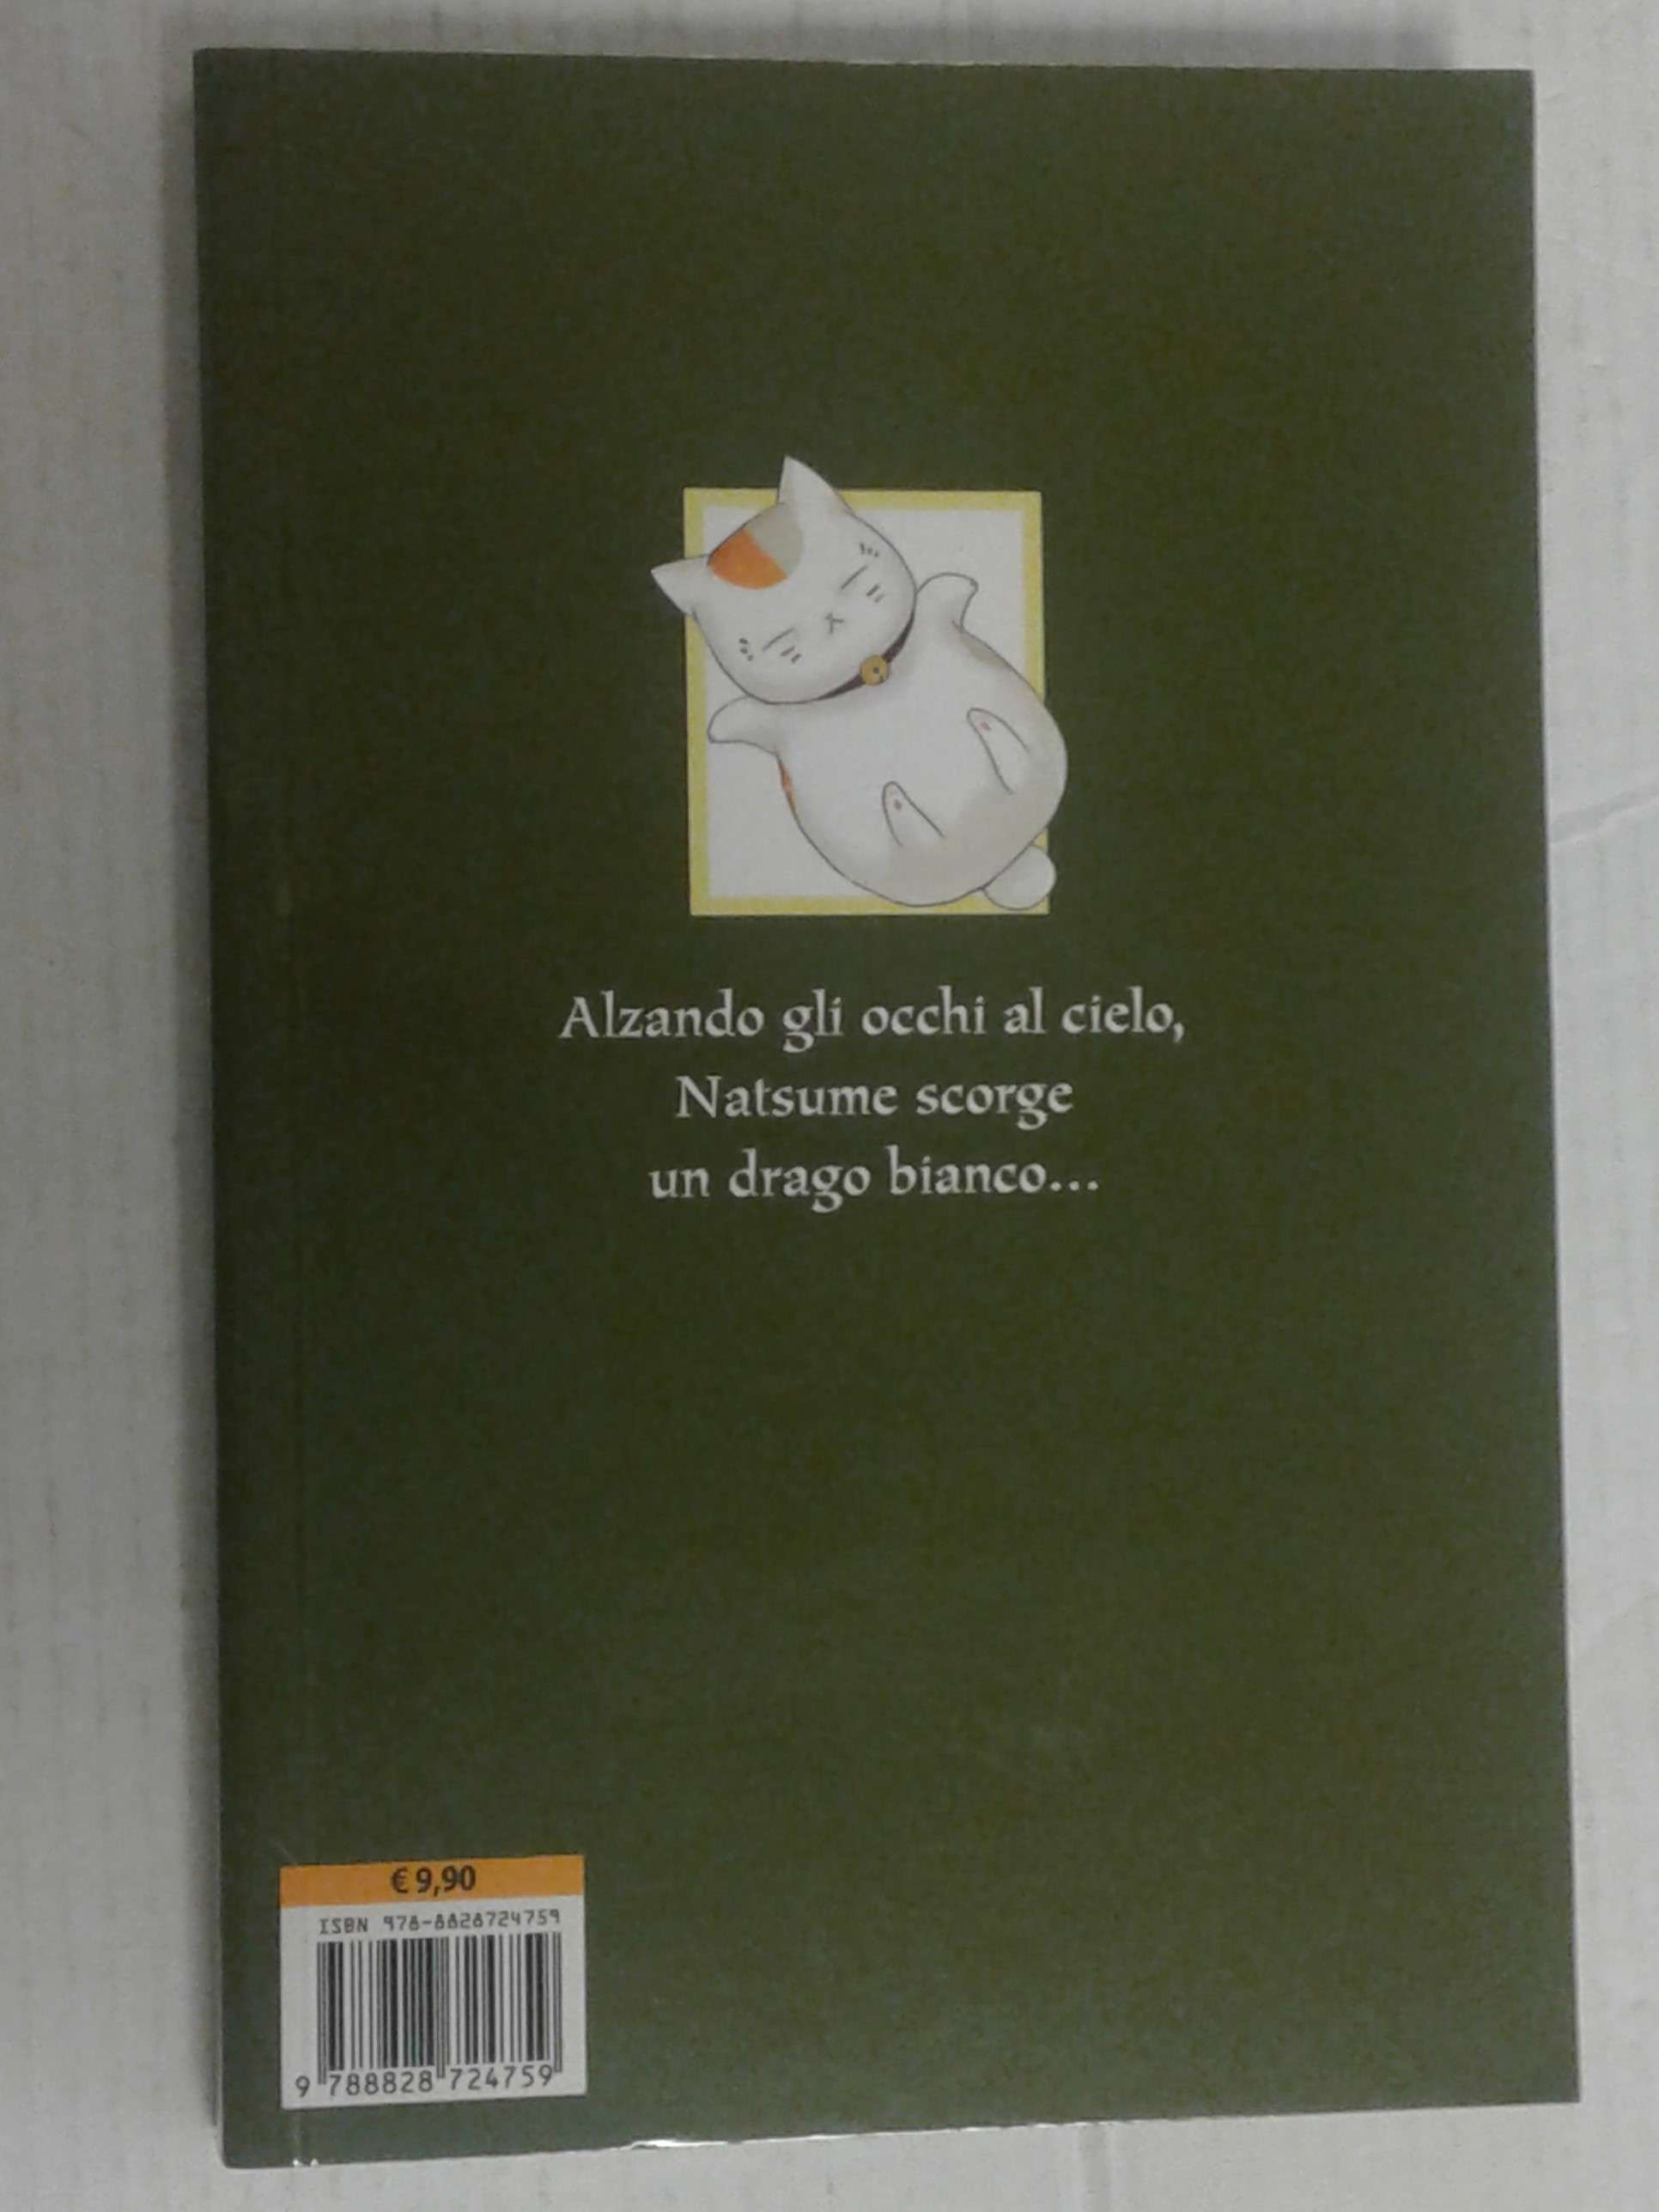 Alzando gli occhi al cielo,
Natsume scorge
un drago bianco...
€ 9,90
ISBN 978-8828724759
9 788828 724759